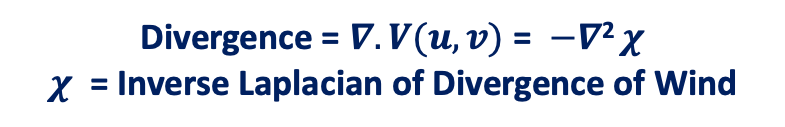 Divergence = ∇. V(u, v) = −∇² χ
χ = Inverse Laplacian of Divergence of Wind